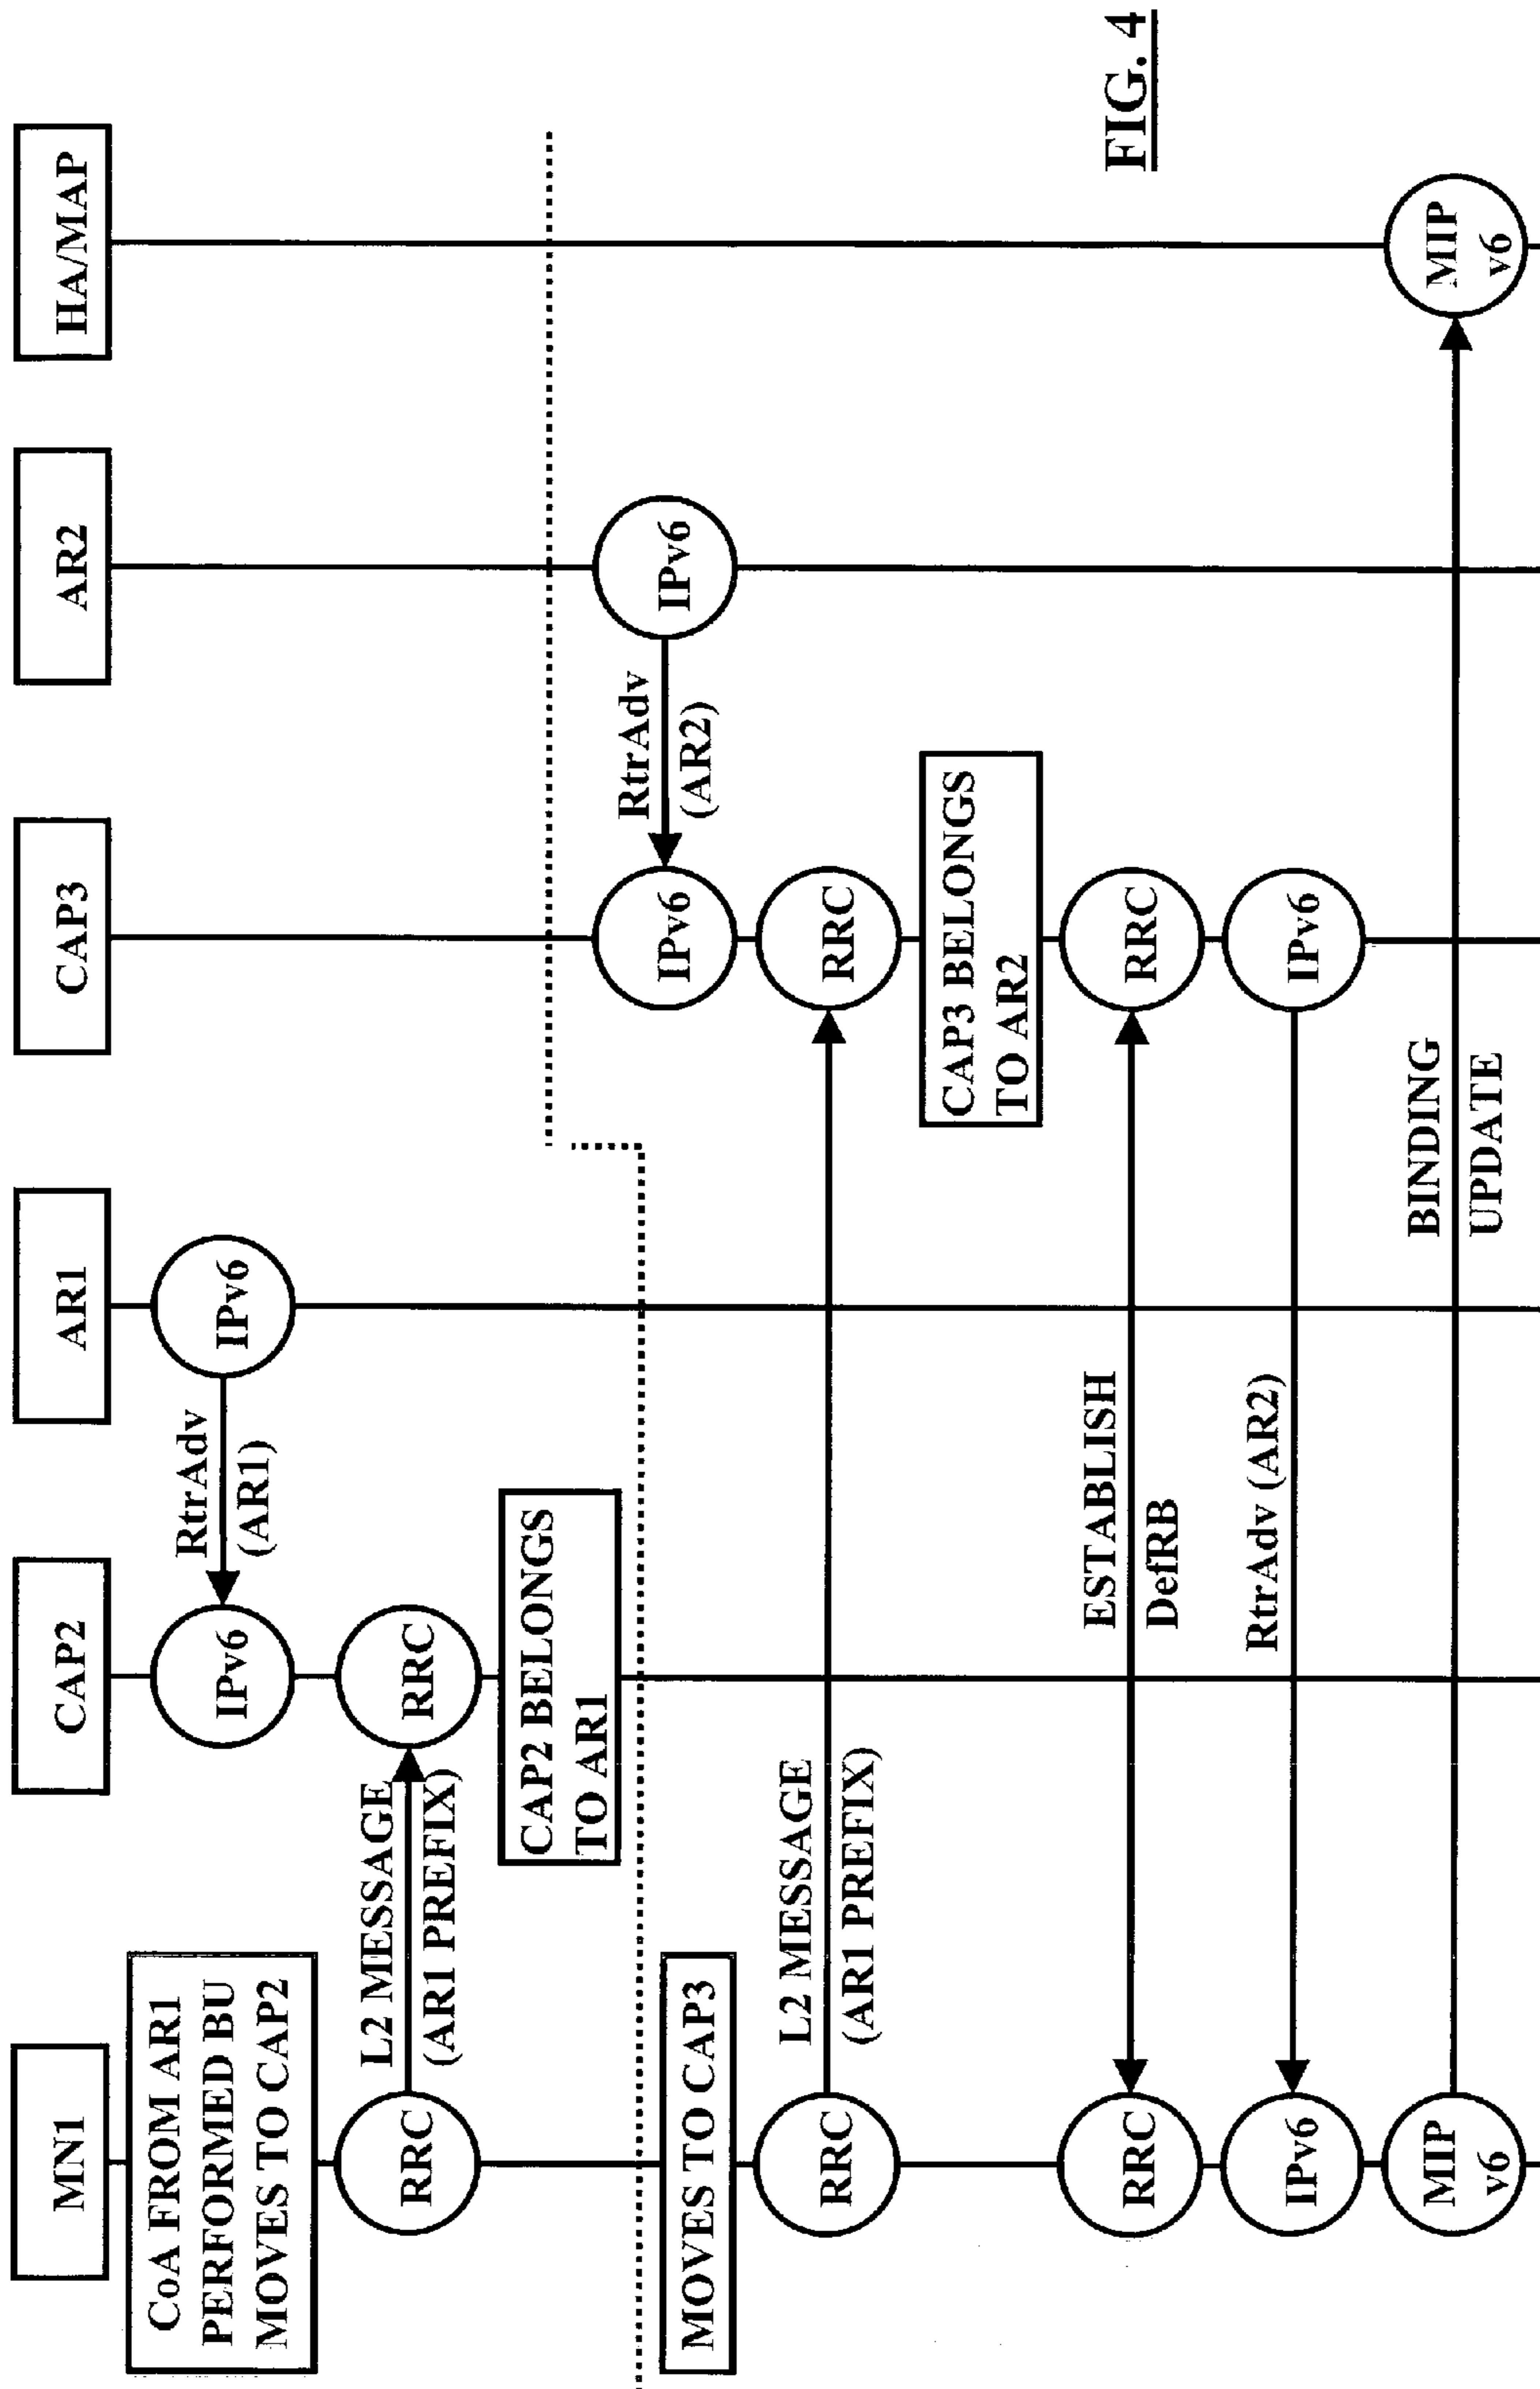 MN1
CAP2
AR1
CAP3
AR2
HA/MAP
CoA FROM AR1
PERFORMED BU
MOVES TO CAP2
IPv6
RtrAdv
(AR1)
IPv6
RRC
L2 MESSAGE
(AR1 PREFIX)
RRC
CAP2 BELONGS
TO AR1
IPv6
RtrAdv
(AR2)
IPv6
MOVES TO CAP3
RRC
L2 MESSAGE
(AR1 PREFIX)
RRC
CAP3 BELONGS
TO AR2
RRC
ESTABLISH
DefRB
RRC
IPv6
RtrAdv (AR2)
IPv6
MIP
v6
BINDING
UPDATE
MIP
v6
FIG. 4